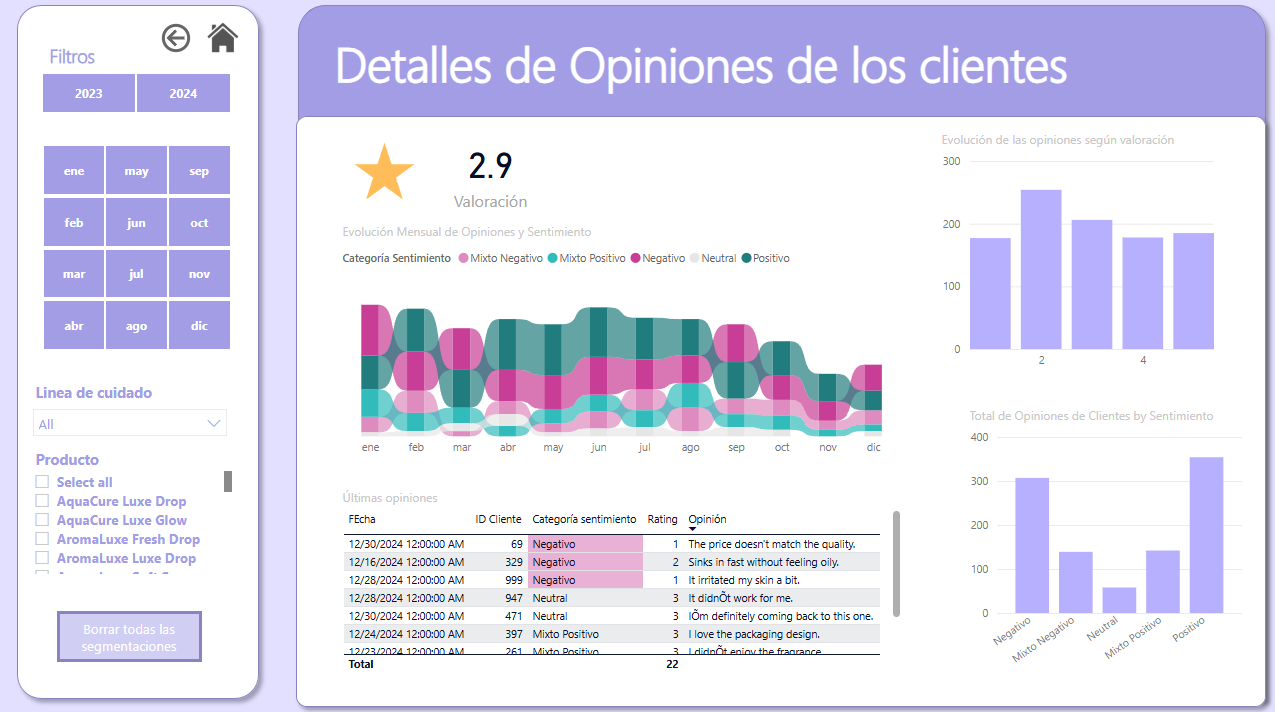 Filtros
2023
2024
ene
may
sep
feb
jun
oct
mar
jul
nov
abr
ago
dic
Linea de cuidado
All
Producto
Select all
AquaCure Luxe Drop
AquaCure Luxe Glow
AromaLuxe Fresh Drop
AromaLuxe Luxe Drop
Borrar todas las
segmentaciones
Detalles de Opiniones de los clientes
2.9
Valoración
Evolución Mensual de Opiniones y Sentimiento
Categoría Sentimiento Mixto Negativo Mixto Positivo Negativo Neutral Positivo
ene feb mar abr may jun jul ago sep oct nov dic
Últimas opiniones
FEcha ID Cliente Categoría sentimiento Rating Opinión
12/30/2024 12:00:00 AM 69 Negativo 1 The price doesn't match the quality.
12/16/2024 12:00:00 AM 329 Negativo 2 Sinks in fast without feeling oily.
12/28/2024 12:00:00 AM 999 Negativo 1 It irritated my skin a bit.
12/28/2024 12:00:00 AM 947 Neutral 3 It didnÕt work for me.
12/30/2024 12:00:00 AM 471 Neutral 3 IÕm definitely coming back to this one.
12/24/2024 12:00:00 AM 397 Mixto Positivo 3 I love the packaging design.
12/23/2024 12:00:00 AM 261 Mixto Positivo 3 I didnÕt enjoy the fragrance.
Total 22
Evolución de las opiniones según valoración
300
200
100
0
2 4
Total de Opiniones de Clientes by Sentimiento
400
300
200
100
0
Negativo
Mixto Negativo
Neutral
Mixto Positivo
Positivo